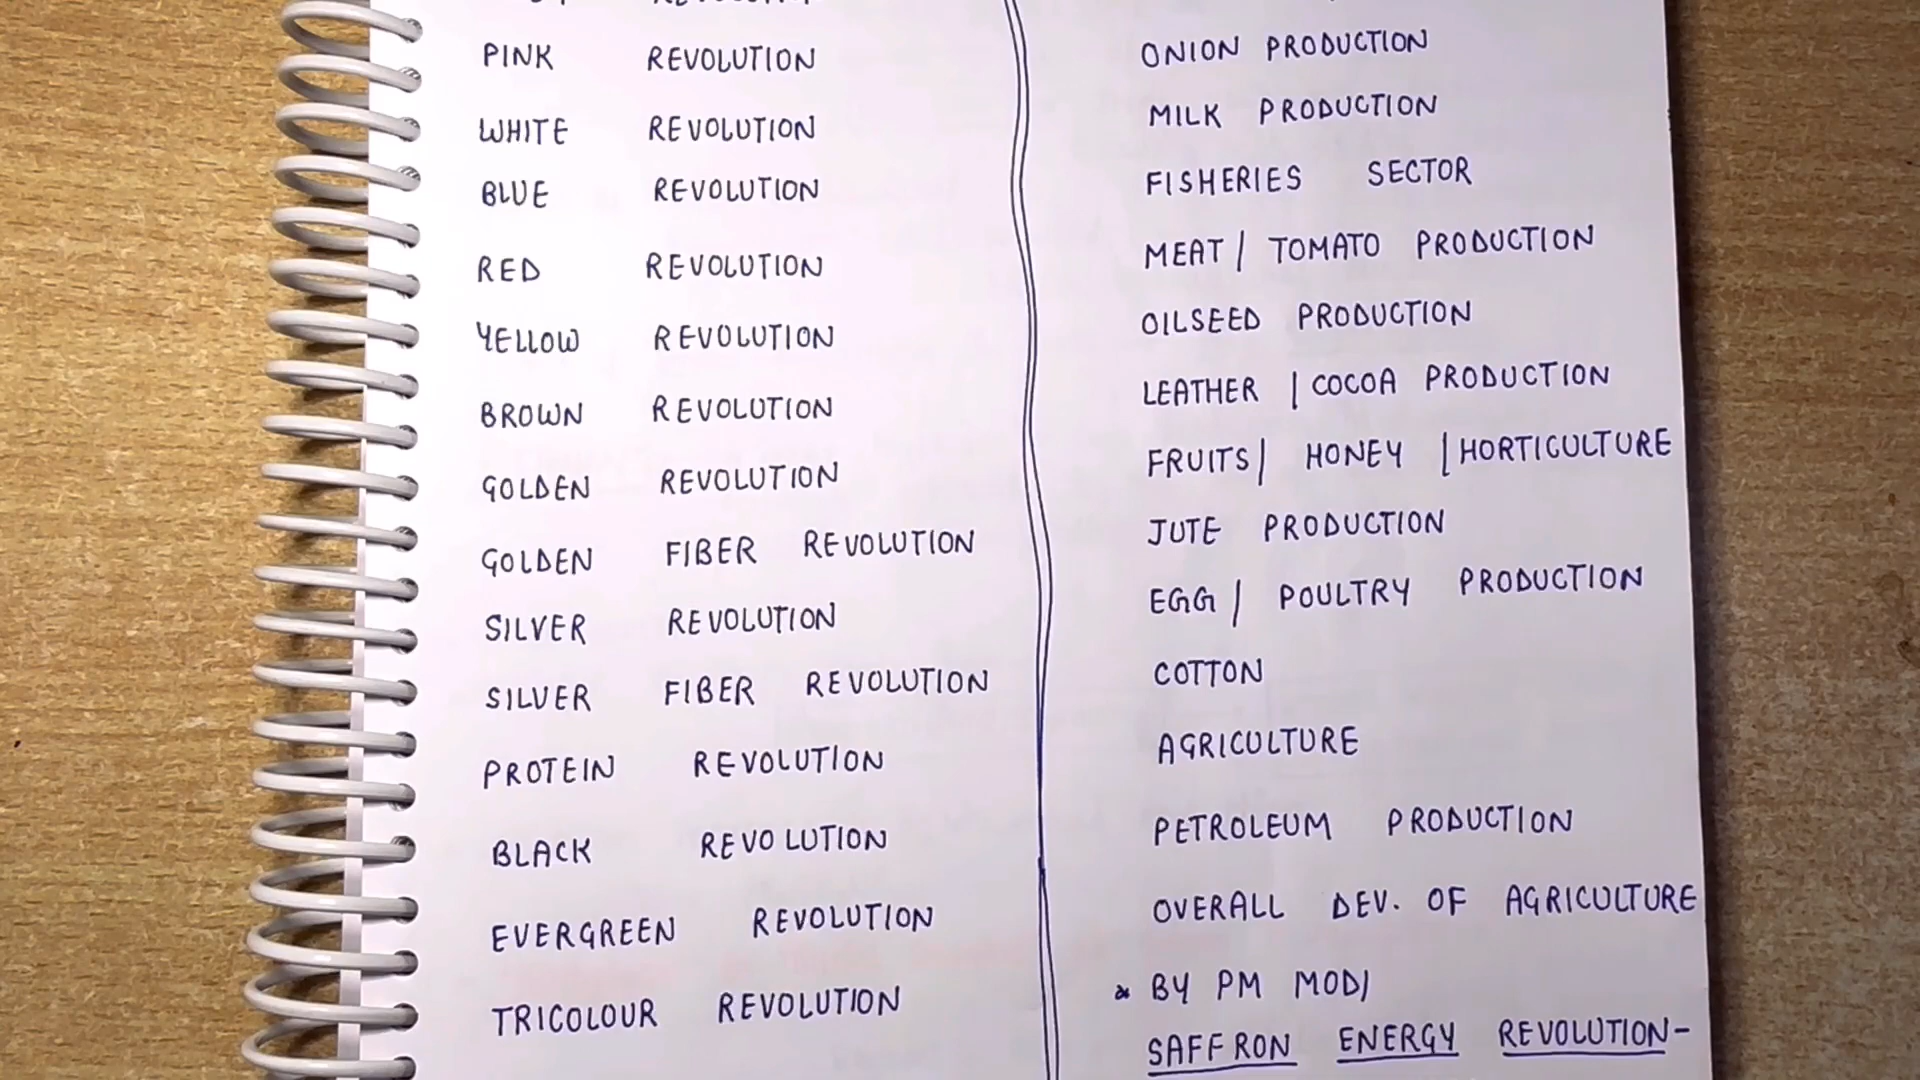 REVOLUTION
PINK REVOLUTION ONION PRODUCTION
WHITE REVOLUTION MILK PRODUCTION
BLUE REVOLUTION FISHERIES SECTOR
RED REVOLUTION MEAT / TOMATO PRODUCTION
YELLOW REVOLUTION OILSEED PRODUCTION
BROWN REVOLUTION LEATHER | COCOA PRODUCTION
GOLDEN REVOLUTION FRUITS / HONEY | HORTICULTURE
GOLDEN FIBER REVOLUTION JUTE PRODUCTION
SILVER REVOLUTION EGG / POULTRY PRODUCTION
SILVER FIBER REVOLUTION COTTON
PROTEIN REVOLUTION AGRICULTURE
BLACK REVOLUTION PETROLEUM PRODUCTION
EVERGREEN REVOLUTION OVERALL DEV. OF AGRICULTURE
TRICOLOUR REVOLUTION * BY PM MODI
SAFFRON ENERGY REVOLUTION-